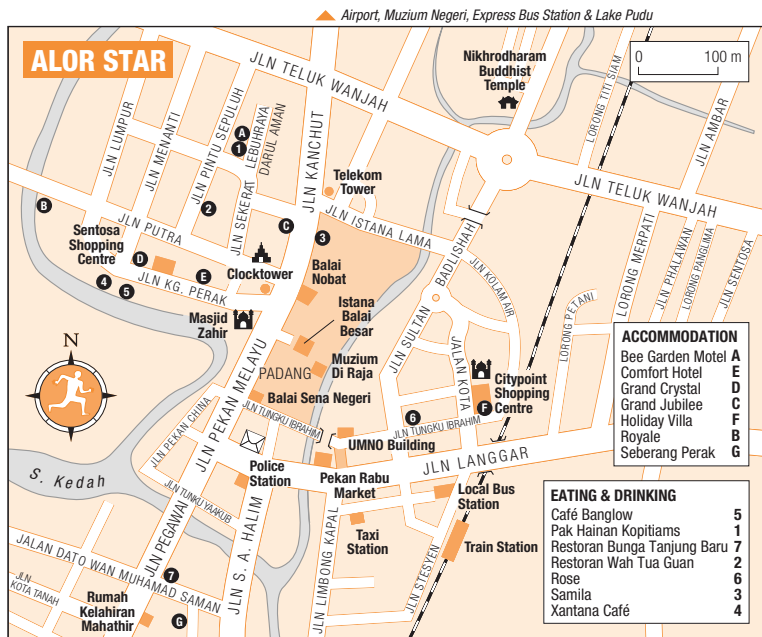 Airport, Muzium Negeri, Express Bus Station & Lake Pudu
ALOR STAR
0 100 m
JLN TELUK WANJAH
Nikhrodharam
Buddhist
Temple
LORONG TITI SIAM
JLN AMBAR
JLN LUMPUR
JLN MENANTI
JLN PINTU SEPULUH
JLN SEKERAT
LEBUHRAYA
DARUL AMAN
JLN KANCHUT
A
1
Telekom
Tower
JLN TELUK WANJAH
B
2
C
3
JLN ISTANA LAMA
JLN PUTRA
Sentosa
Shopping
Centre
D
E
4
5
JLN KG. PERAK
Clocktower
Balai
Nobat
BADLISHAH
JLN SULTAN
JLN KOLAM AIR
LORONG MERPATI
JLN PHALAWAN
LORONG PANGLIMA
JLN SENTOSA
LORONG PETANI
Masjid
Zahir
Istana
Balai
Besar
N
JLN PEKAN MELAYU
PADANG
Muzium
Di Raja
JALAN KOTA
Citypoint
Shopping
Centre
F
Balai Sena Negeri
JLN PEKAN CHINA
JLN TUNGKU IBRAHIM
6
JLN TUNGKU IBRAHIM
UMNO Building
JLN LANGGAR
S. Kedah
Police
Station
Pekan Rabu
Market
Local Bus
Station
JLN TUNKU YAAKUB
JLN PEGAWAI
JLN S. A. HALIM
JLN LIMBONG KAPAL
Taxi
Station
JLN STESYEN
Train Station
JALAN DATO WAN MUHAMAD SAMAN
JLN
KOTA TANAH
7
Rumah
Kelahiran
Mahathir
G
ACCOMMODATION
Bee Garden Motel A
Comfort Hotel E
Grand Crystal D
Grand Jubilee C
Holiday Villa F
Royale B
Seberang Perak G
EATING & DRINKING
Café Banglow 5
Pak Hainan Kopitiams 1
Restoran Bunga Tanjung Baru 7
Restoran Wah Tua Guan 2
Rose 6
Samila 3
Xantana Café 4